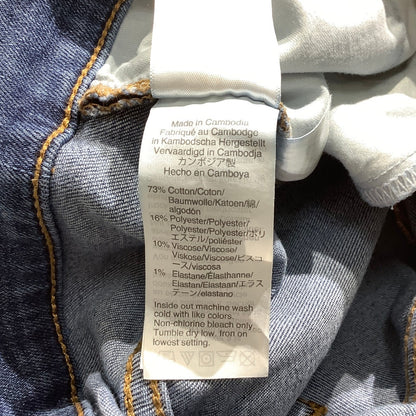 Made in Cambodia
Fabriqué au Cambodge
in Kambodscha Hergestellt
Vervaardigd in Cambodja
カンボジア製
Hecho en Camboya
73% Cotton/Coton/
Baumwolle/Katoen/綿/
algodón
16% Polyester/Polyester/
Polyester/Polyester/ポリ
エステル/poliéster
10% Viscose/Viscose/
Viskose/Viscose/ビスコ
ース/viscosa
1% Elastane/Élasthanne/
Elasthan/Elastaan/エラス
テーン/elastano
Inside out machine wash
cold with like colors.
Non-chlorine bleach only.
Tumble dry low. Iron on
lowest setting.